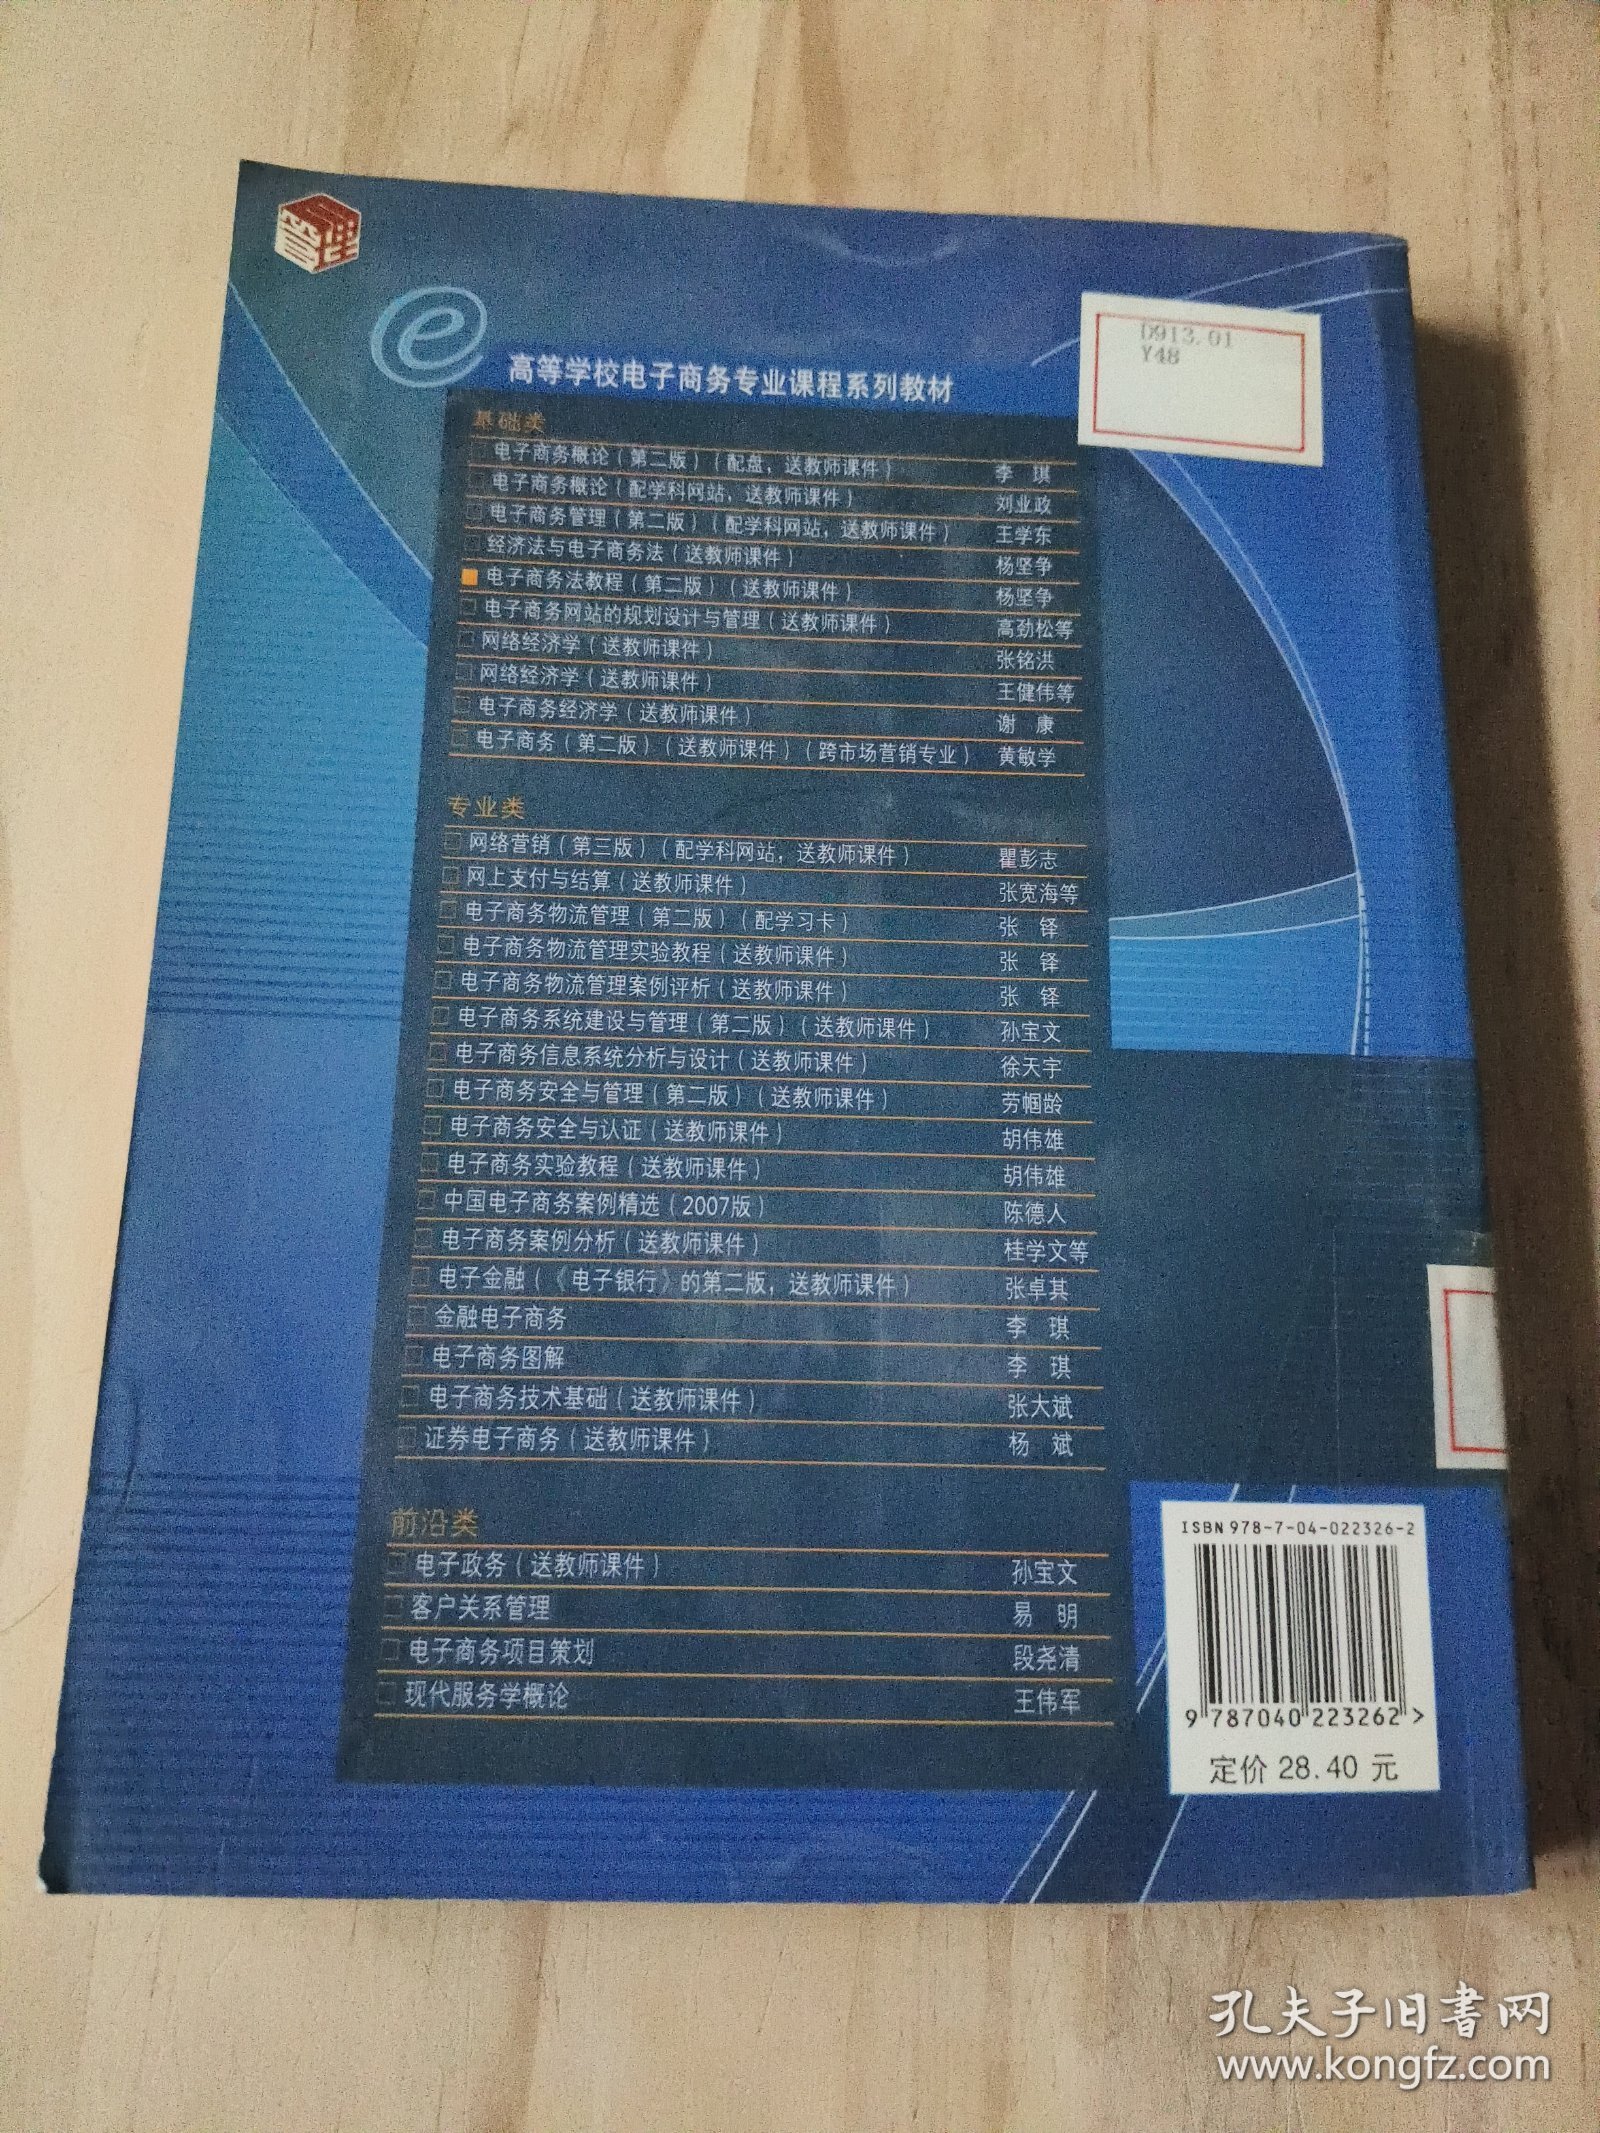 管理
e
D913.01
Y48
高等学校电子商务专业课程系列教材
基础类
电子商务概论（第二版）（配盘，送教师课件） 李 琪
电子商务概论（配学科网站，送教师课件） 刘业政
电子商务管理（第二版）（配学科网站，送教师课件） 王学东
经济法与电子商务法（送教师课件） 杨坚争
电子商务法教程（第二版）（送教师课件） 杨坚争
电子商务网站的规划设计与管理（送教师课件） 高劲松等
网络经济学（送教师课件） 张铭洪
网络经济学（送教师课件） 王健伟等
电子商务经济学（送教师课件） 谢 康
电子商务（第二版）（送教师课件）（跨市场营销专业） 黄敏学
专业类
网络营销（第三版）（配学科网站，送教师课件） 瞿彭志
网上支付与结算（送教师课件） 张宽海等
电子商务物流管理（第二版）（配学习卡） 张 铎
电子商务物流管理实验教程（送教师课件） 张 铎
电子商务物流管理案例评析（送教师课件） 张 铎
电子商务系统建设与管理（第二版）（送教师课件） 孙宝文
电子商务信息系统分析与设计（送教师课件） 徐天宇
电子商务安全与管理（第二版）（送教师课件） 劳帼龄
电子商务安全与认证（送教师课件） 胡伟雄
电子商务实验教程（送教师课件） 胡伟雄
中国电子商务案例精选（2007版） 陈德人
电子商务案例分析（送教师课件） 桂学文等
电子金融（《电子银行》的第二版，送教师课件） 张卓其
金融电子商务 李 琪
电子商务图解 李 琪
电子商务技术基础（送教师课件） 张大斌
证券电子商务（送教师课件） 杨 斌
前沿类
电子政务（送教师课件） 孙宝文
客户关系管理 易 明
电子商务项目策划 段尧清
现代服务学概论 王伟军
ISBN 978-7-04-022326-2
9 787040 223262 >
定价 28.40 元
孔夫子旧书网
www.kongfz.com